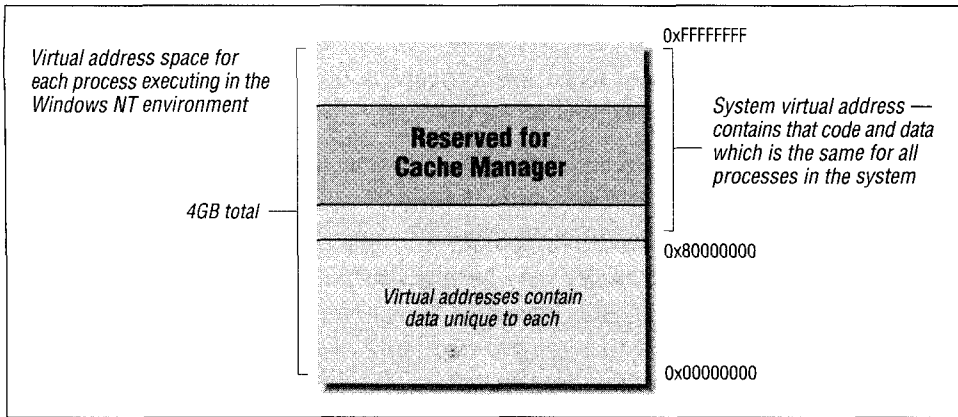 Virtual address space for
each process executing in the
Windows NT environment
4GB total
Reserved for
Cache Manager
Virtual addresses contain
data unique to each
0xFFFFFFFF
System virtual address —
contains that code and data
which is the same for all
processes in the system
0x80000000
0x00000000